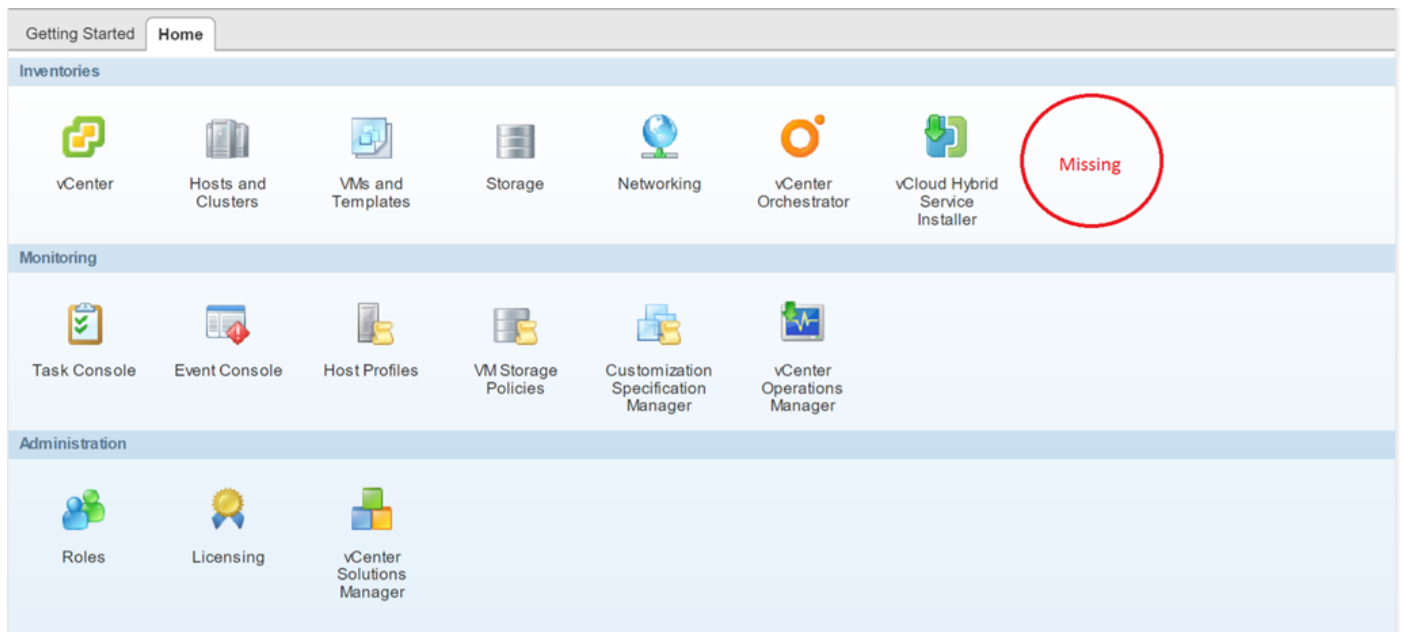 Getting Started
Home
Inventories
vCenter
Hosts and
Clusters
VMs and
Templates
Storage
Networking
vCenter
Orchestrator
vCloud Hybrid
Service
Installer
Missing
Monitoring
Task Console
Event Console
Host Profiles
VM Storage
Policies
Customization
Specification
Manager
vCenter
Operations
Manager
Administration
Roles
Licensing
vCenter
Solutions
Manager